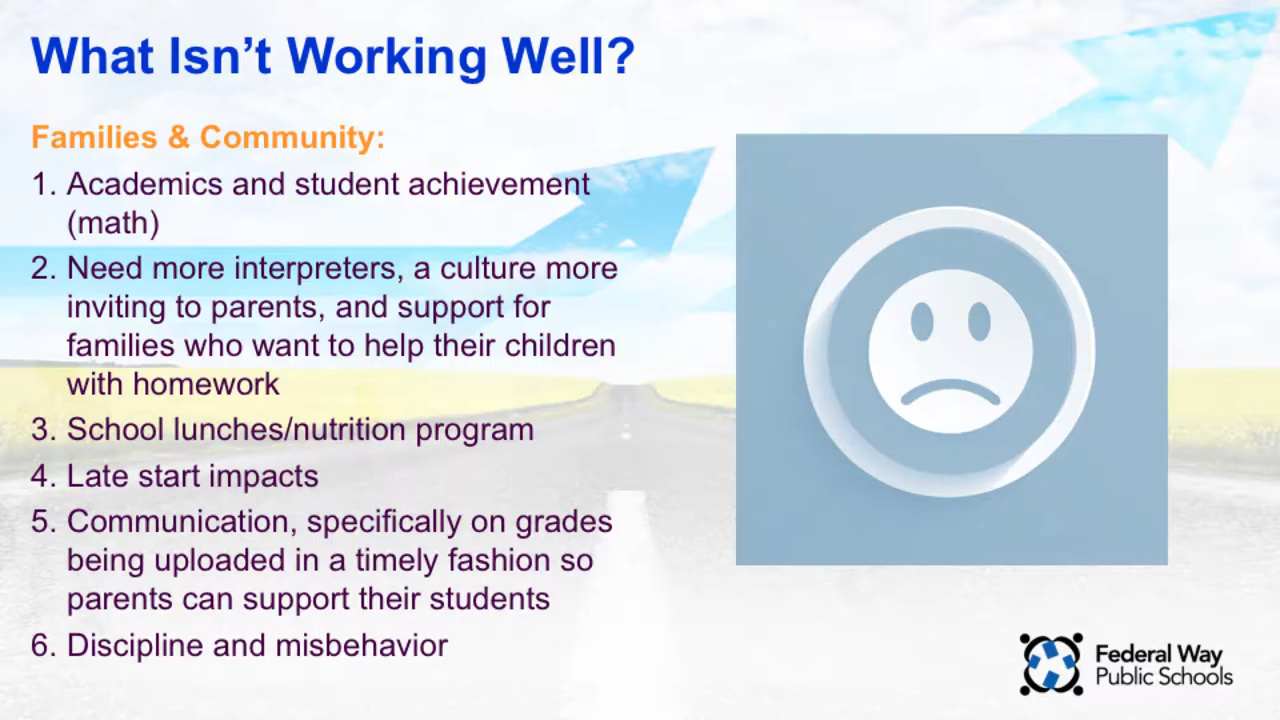 What Isn’t Working Well?
Families & Community:
1. Academics and student achievement
(math)
2. Need more interpreters, a culture more
inviting to parents, and support for
families who want to help their children
with homework
3. School lunches/nutrition program
4. Late start impacts
5. Communication, specifically on grades
being uploaded in a timely fashion so
parents can support their students
6. Discipline and misbehavior
Federal Way
Public Schools